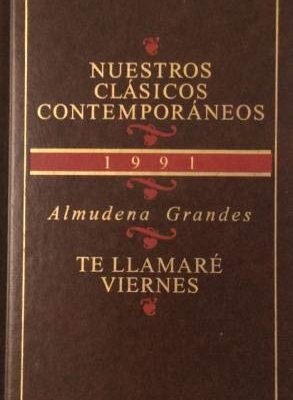 NUESTROS
CLÁSICOS
CONTEMPORÁNEOS
1991
Almudena Grandes
TE LLAMARÉ
VIERNES